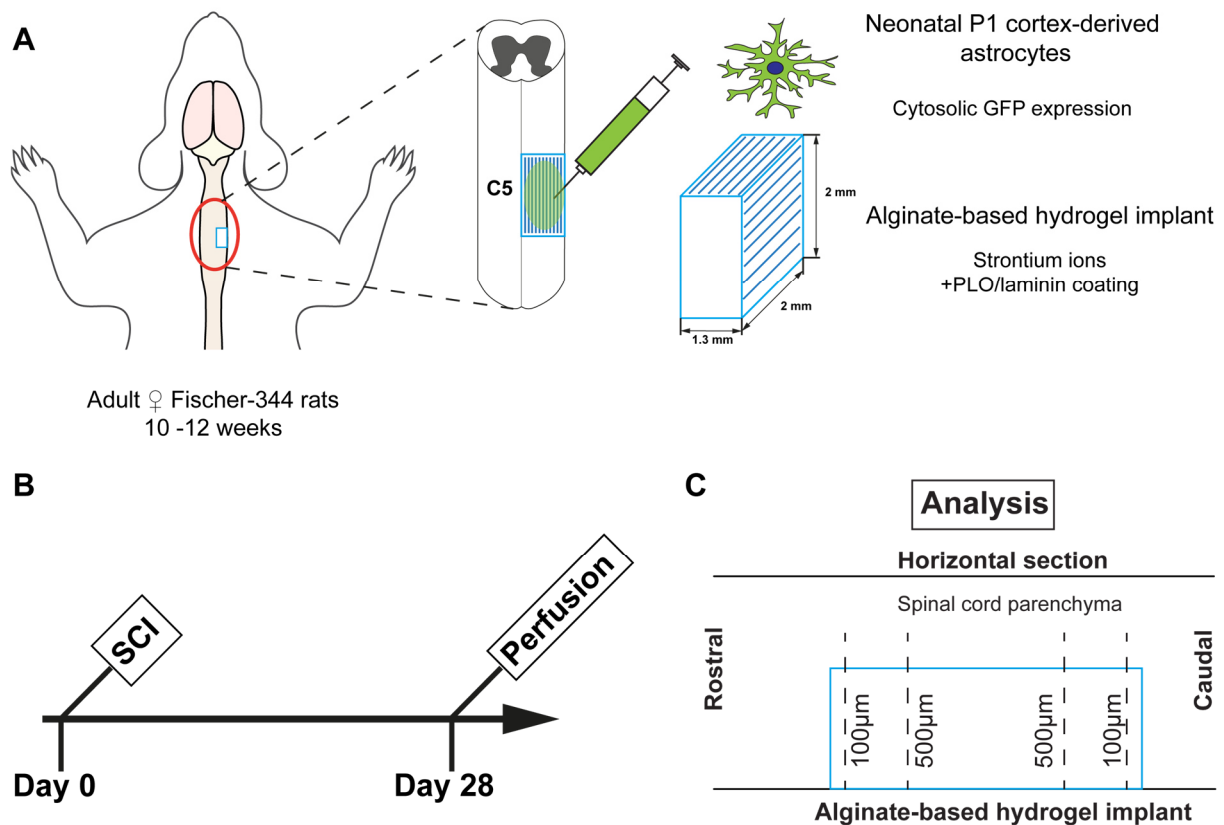 A
Neonatal P1 cortex-derived
astrocytes
Cytosolic GFP expression
C5
2 mm
Alginate-based hydrogel implant
Strontium ions
+PLO/laminin coating
2 mm
1.3 mm
Adult ♀ Fischer-344 rats
10 -12 weeks
B
SCI
Perfusion
Day 0
Day 28
C
Analysis
Horizontal section
Spinal cord parenchyma
Rostral
100µm
500µm
500µm
100µm
Caudal
Alginate-based hydrogel implant